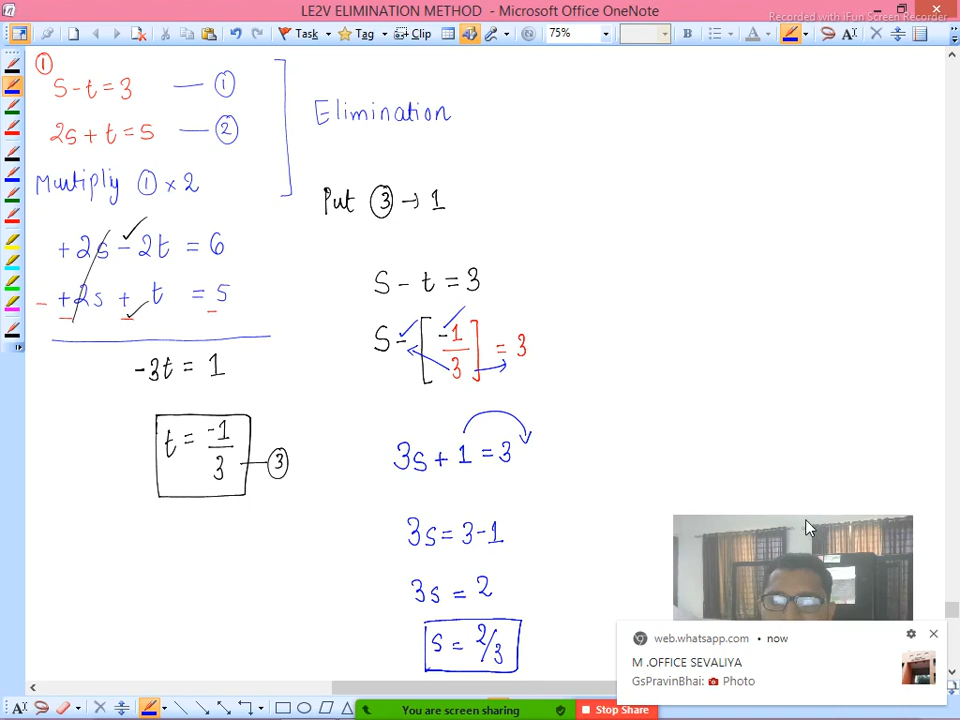 LE2V ELIMINATION METHOD - Microsoft Office OneNote
Recorded with iFun Screen Recorder
Task Tag Clip 75% B A
①
S-t=3 — ①
2s+t=5 — ②
Multiply ① × 2
+2s-2t = 6
- +2s + t = 5
- - -
-3t = 1
t = -1/3 — ③
Elimination
Put ③ → 1
S - t = 3
S - [-1/3] = 3
3s + 1 = 3
3s = 3-1
3s = 2
s = 2/3
web.whatsapp.com • now
M .OFFICE SEVALIYA
GsPravinBhai: Photo
You are screen sharing
Stop Share